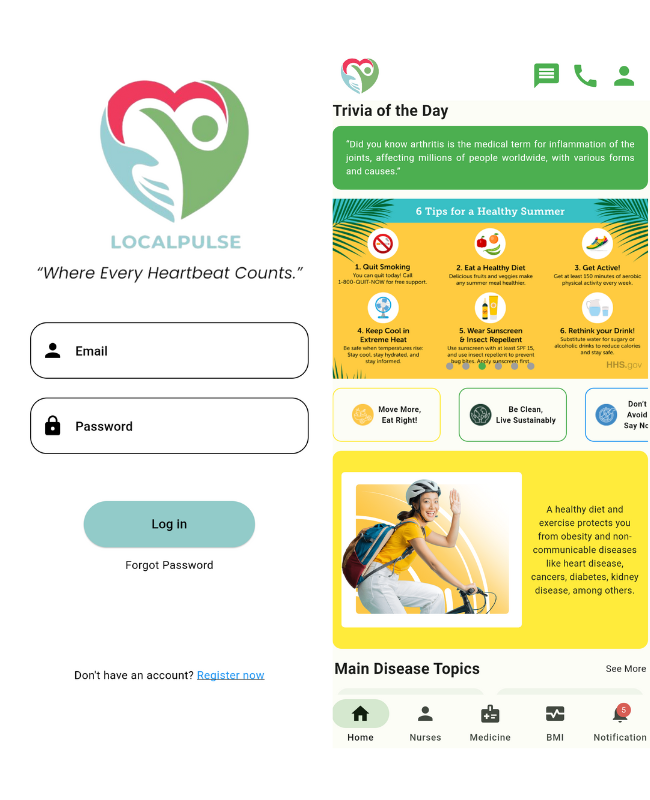 LOCALPULSE
“Where Every Heartbeat Counts.”
Email
Password
Log in
Forgot Password
Don't have an account? Register now
Trivia of the Day
“Did you know arthritis is the medical term for inflammation of the
joints, affecting millions of people worldwide, with various forms
and causes.”
6 Tips for a Healthy Summer
1. Quit Smoking
You can quit today! Call
1-800-QUIT-NOW for free support.
2. Eat a Healthy Diet
Delicious fruits and veggies make
any summer meal healthier.
3. Get Active!
Get at least 150 minutes of aerobic
physical activity every week.
4. Keep Cool in
Extreme Heat
Be safe when temperatures rise:
Stay cool, stay hydrated, and
stay informed.
5. Wear Sunscreen
& Insect Repellent
Use sunscreen with at least SPF 15,
and use insect repellent to prevent
bug bites. Apply sunscreen first.
6. Rethink your Drink!
Substitute water for sugary or
alcoholic drinks to reduce calories
and stay safe.
HHS.gov
Move More,
Eat Right!
Be Clean,
Live Sustainably
Don't
Avoid
Say No
A healthy diet and
exercise protects you
from obesity and non-
communicable diseases
like heart disease,
cancers, diabetes, kidney
disease, among others.
Main Disease Topics
See More
5
Home
Nurses
Medicine
BMI
Notification